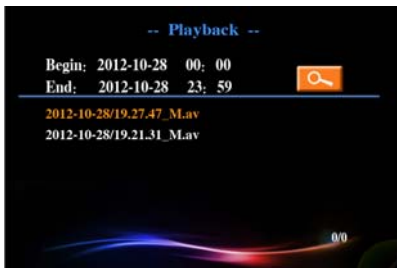 -- Playback --
Begin: 2012-10-28 00: 00
End: 2012-10-28 23: 59
2012-10-28/19.27.47_M.av
2012-10-28/19.21.31_M.av
0/0